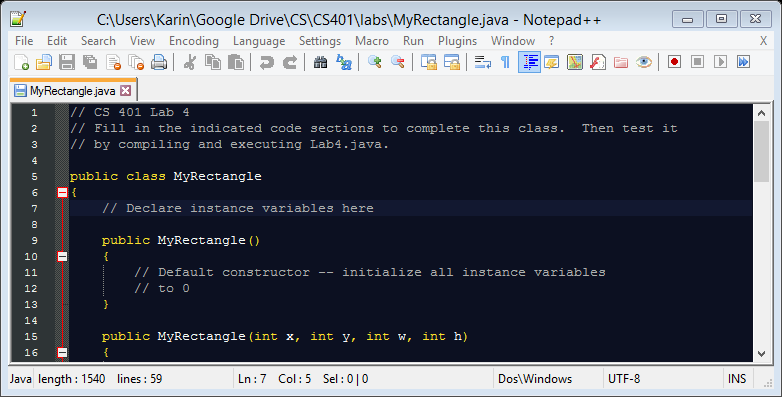 C:\Users\Karin\Google Drive\CS\CS401\labs\MyRectangle.java - Notepad++
File Edit Search View Encoding Language Settings Macro Run Plugins Window ? X
MyRectangle.java
1 // CS 401 Lab 4
2 // Fill in the indicated code sections to complete this class.  Then test it
3 // by compiling and executing Lab4.java.
4
5 public class MyRectangle
6 {
7     // Declare instance variables here
8
9     public MyRectangle()
10     {
11         // Default constructor -- initialize all instance variables
12         // to 0
13     }
14
15     public MyRectangle(int x, int y, int w, int h)
16     {
Java length : 1540 lines : 59 Ln : 7 Col : 5 Sel : 0 | 0 Dos\Windows UTF-8 INS